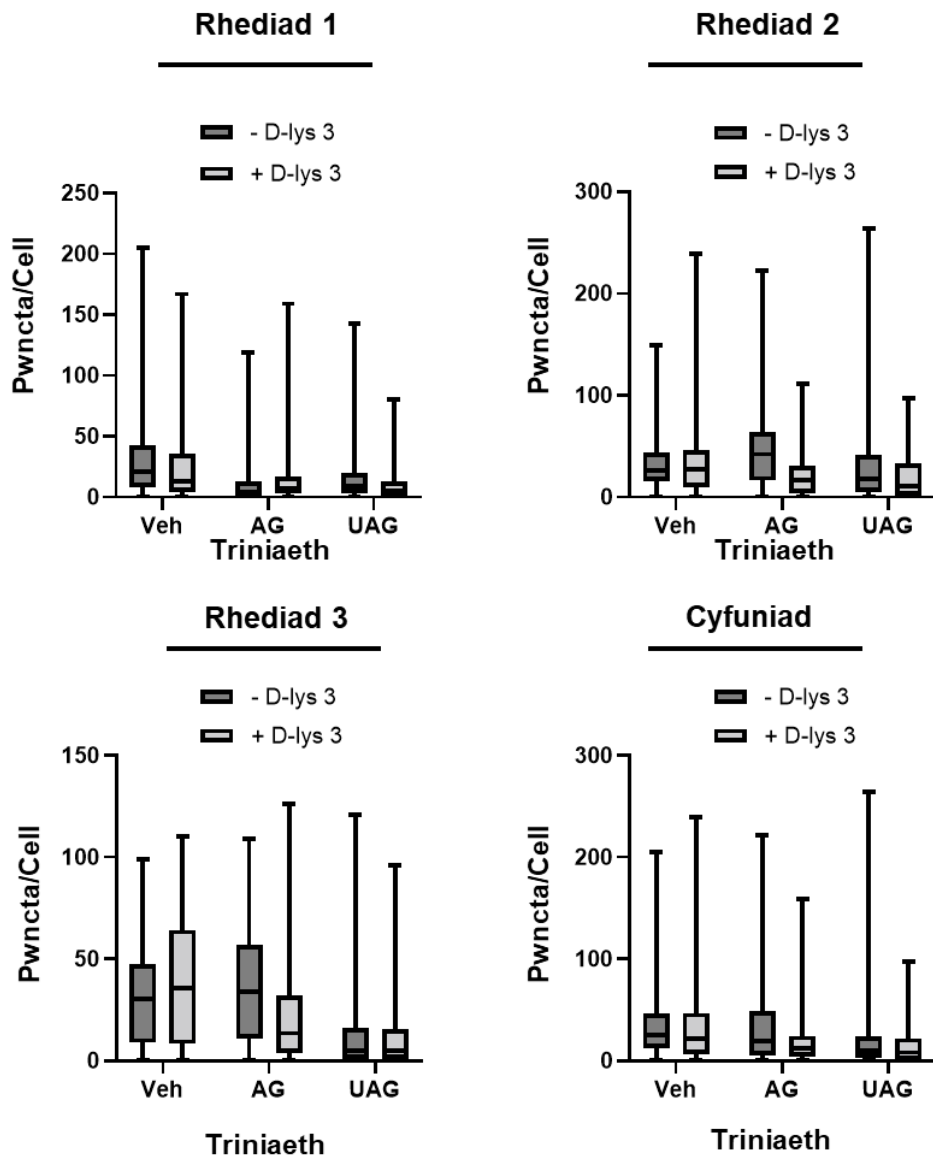 Rhediad 1
- D-lys 3
+ D-lys 3
250
200
150
100
50
0
Pwncta/Cell
Veh AG UAG
Triniaeth
Rhediad 2
- D-lys 3
+ D-lys 3
300
200
100
0
Pwncta/Cell
Veh AG UAG
Triniaeth
Rhediad 3
- D-lys 3
+ D-lys 3
150
100
50
0
Pwncta/Cell
Veh AG UAG
Triniaeth
Cyfuniad
- D-lys 3
+ D-lys 3
300
200
100
0
Pwncta/Cell
Veh AG UAG
Triniaeth